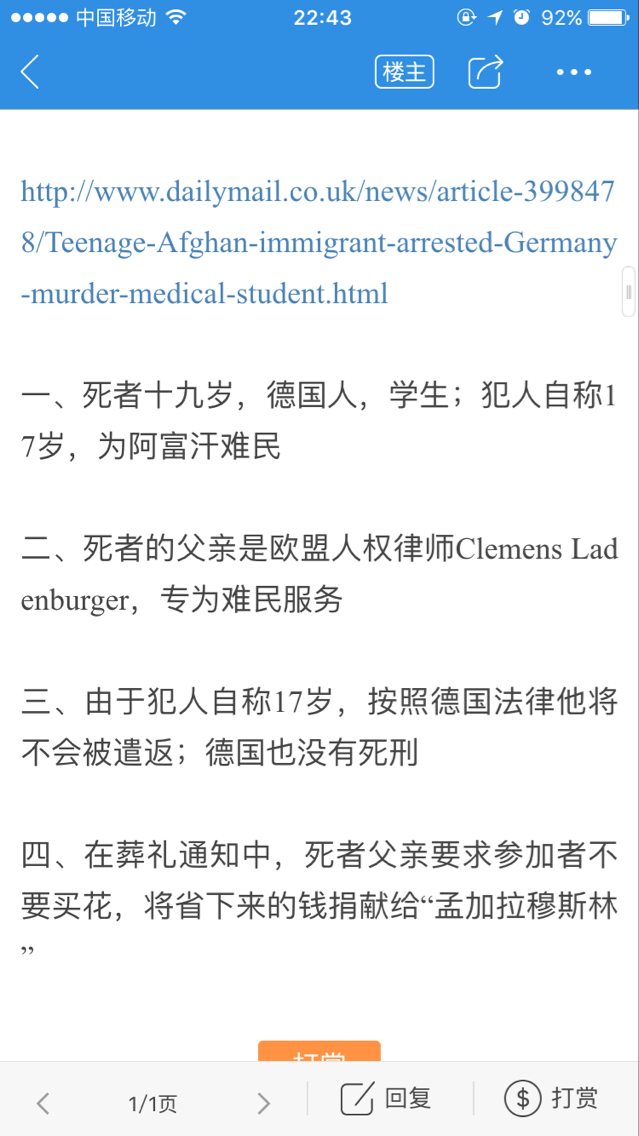 中国移动 22:43 92%
楼主
http://www.dailymail.co.uk/news/article-399847
8/Teenage-Afghan-immigrant-arrested-Germany
-murder-medical-student.html
一、死者十九岁，德国人，学生；犯人自称1
7岁，为阿富汗难民
二、死者的父亲是欧盟人权律师Clemens Lad
enburger，专为难民服务
三、由于犯人自称17岁，按照德国法律他将
不会被遣返；德国也没有死刑
四、在葬礼通知中，死者父亲要求参加者不
要买花，将省下来的钱捐献给“孟加拉穆斯林
”
打赏
1/1页 回复 打赏